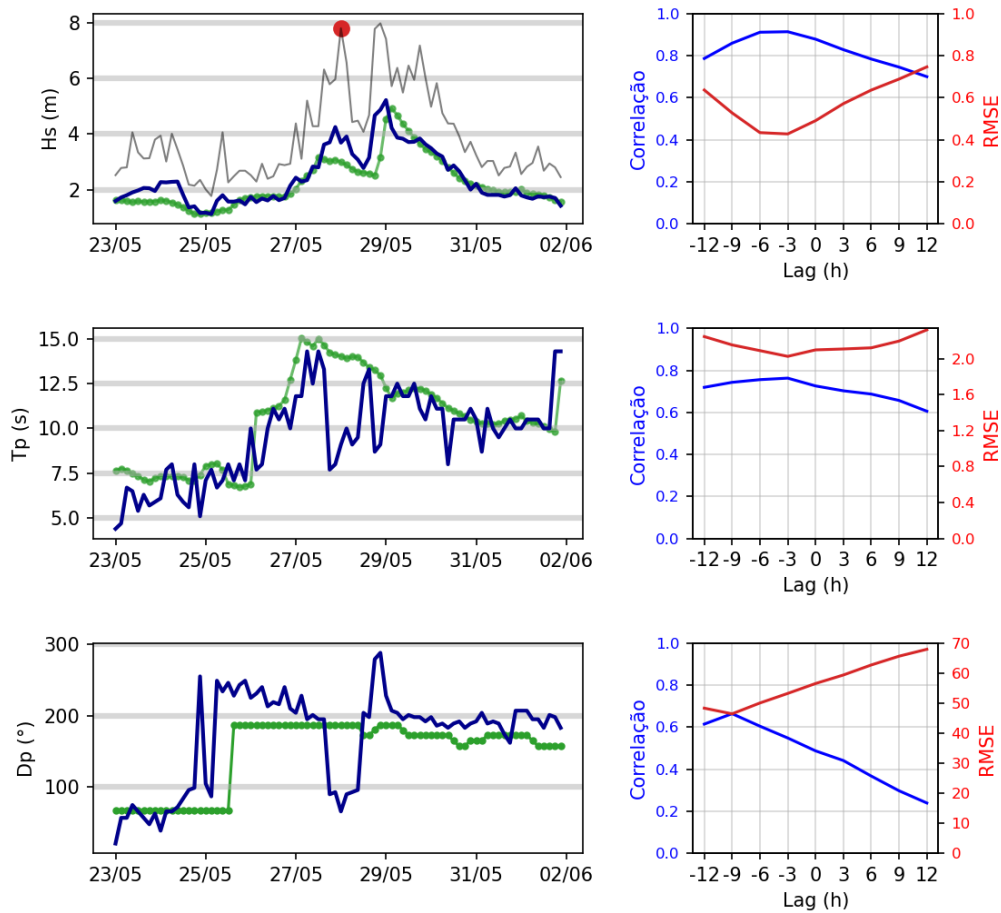 8
6
4
2
Hs (m)
23/05 25/05 27/05 29/05 31/05 02/06
1.0
0.8
0.6
0.4
0.2
0.0
Correlação
1.0
0.8
0.6
0.4
0.2
0.0
RMSE
-12 -9 -6 -3 0 3 6 9 12
Lag (h)
15.0
12.5
10.0
7.5
5.0
Tp (s)
23/05 25/05 27/05 29/05 31/05 02/06
1.0
0.8
0.6
0.4
0.2
0.0
Correlação
2.0
1.6
1.2
0.8
0.4
0.0
RMSE
-12 -9 -6 -3 0 3 6 9 12
Lag (h)
300
200
100
Dp (°)
23/05 25/05 27/05 29/05 31/05 02/06
1.0
0.8
0.6
0.4
0.2
0.0
Correlação
70
60
50
40
30
20
10
0
RMSE
-12 -9 -6 -3 0 3 6 9 12
Lag (h)